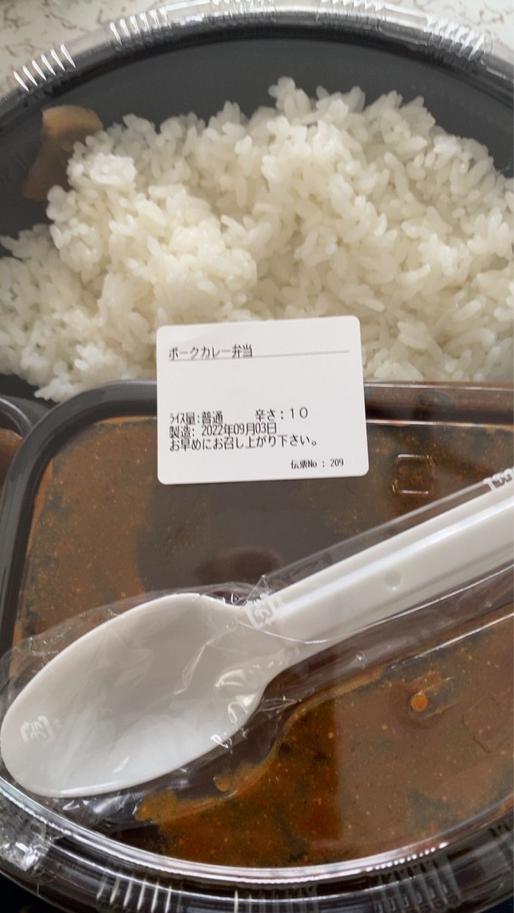 ポークカレー弁当
ライス量:普通 辛さ:10
製造: 2022年09月03日
お早めにお召し上がり下さい。
伝票No : 209